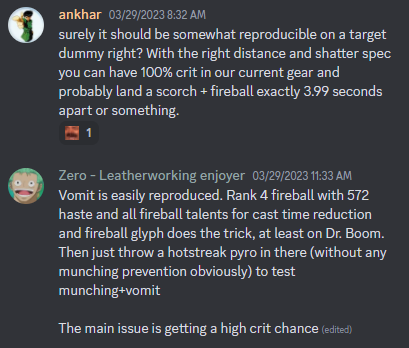 ankhar 03/29/2023 8:32 AM
surely it should be somewhat reproducible on a target
dummy right? With the right distance and shatter spec
you can have 100% crit in our current gear and
probably land a scorch + fireball exactly 3.99 seconds
apart or something.
1
Zero - Leatherworking enjoyer 03/29/2023 11:33 AM
Vomit is easily reproduced. Rank 4 fireball with 572
haste and all fireball talents for cast time reduction
and fireball glyph does the trick, at least on Dr. Boom.
Then just throw a hotstreak pyro in there (without any
munching prevention obviously) to test
munching+vomit
The main issue is getting a high crit chance (edited)